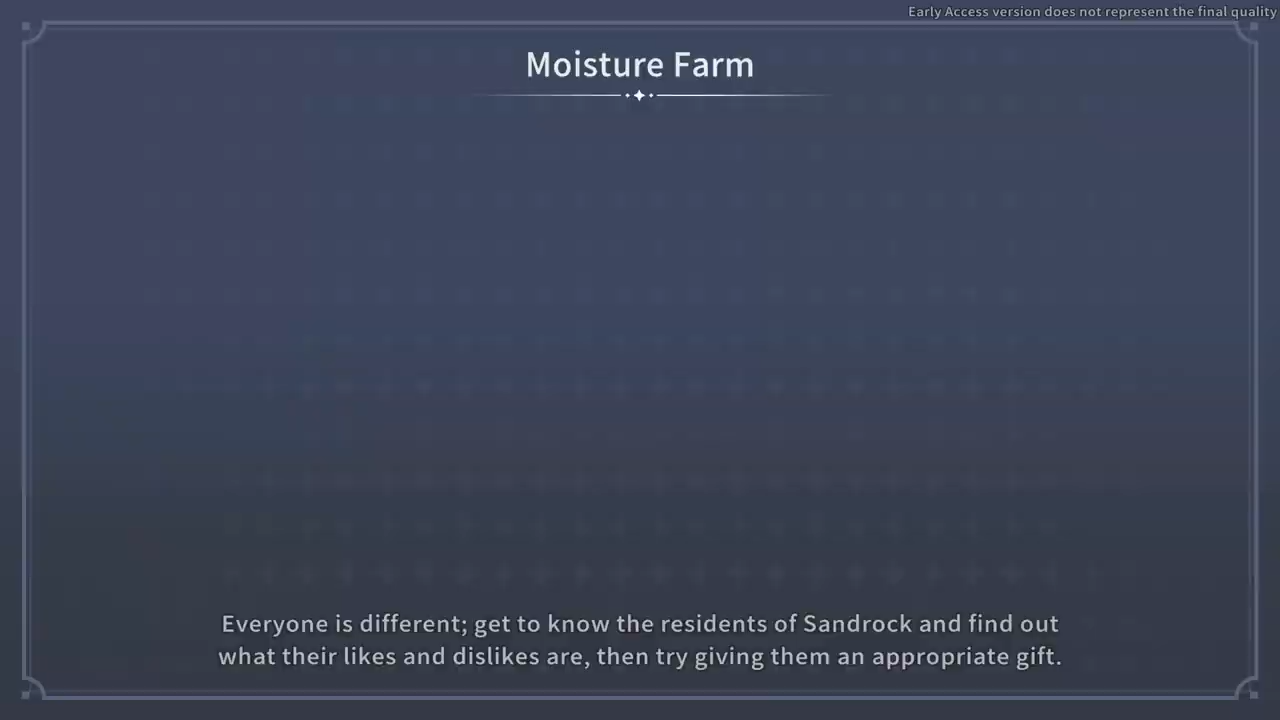 Early Access version does not represent the final quality
Moisture Farm
Everyone is different; get to know the residents of Sandrock and find out
what their likes and dislikes are, then try giving them an appropriate gift.